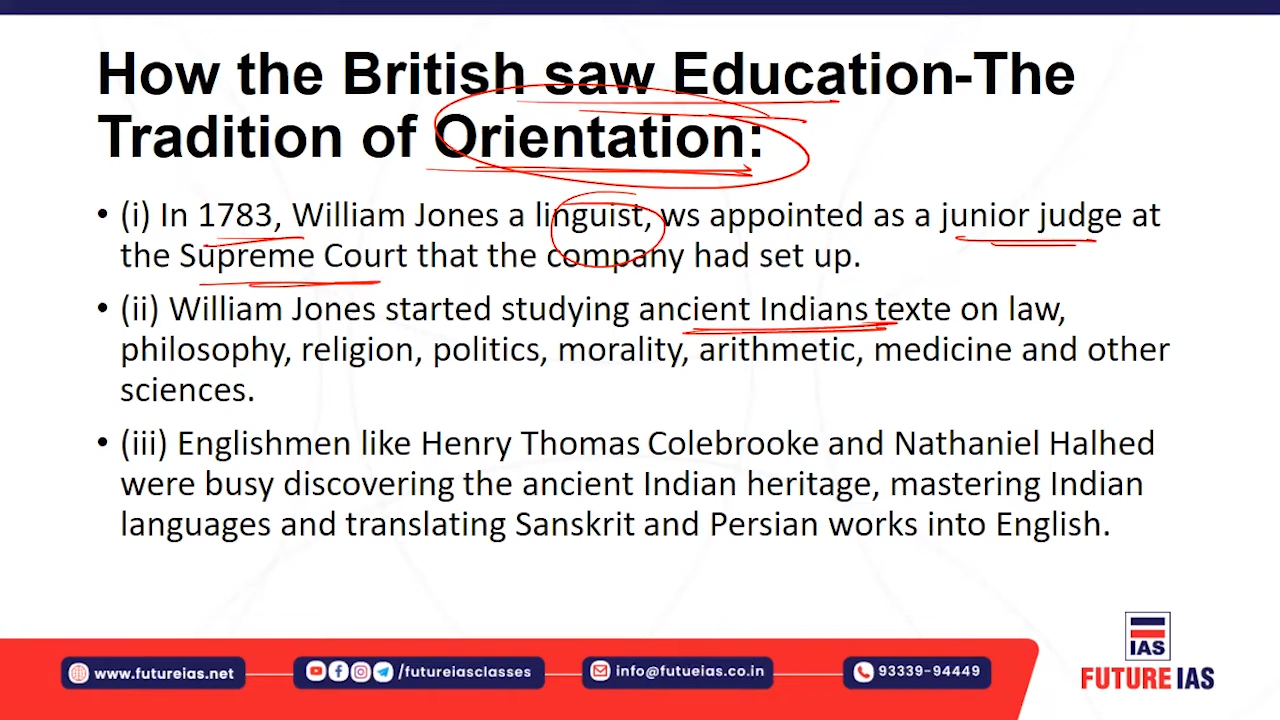 How the British saw Education-The
Tradition of Orientation:
• (i) In 1783, William Jones a linguist, ws appointed as a junior judge at
the Supreme Court that the company had set up.
• (ii) William Jones started studying ancient Indians texte on law,
philosophy, religion, politics, morality, arithmetic, medicine and other
sciences.
• (iii) Englishmen like Henry Thomas Colebrooke and Nathaniel Halhed
were busy discovering the ancient Indian heritage, mastering Indian
languages and translating Sanskrit and Persian works into English.
www.futureias.net
/futureiasclasses
info@futueias.co.in
93339-94449
IAS
FUTURE IAS